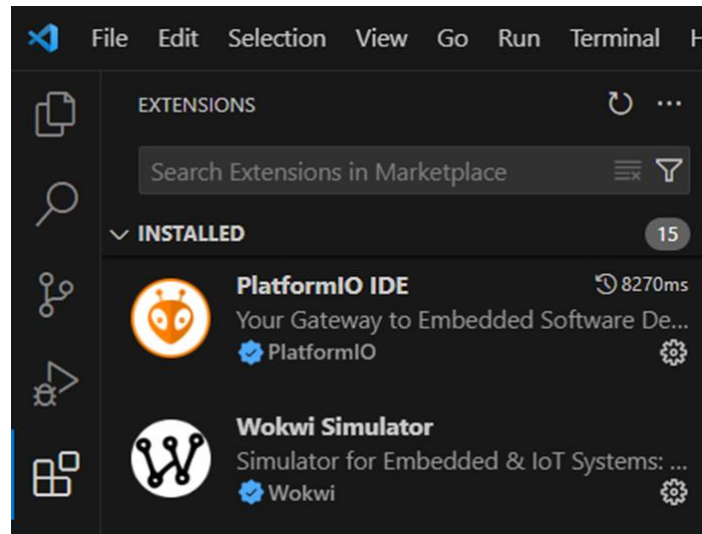 File Edit Selection View Go Run Terminal H
EXTENSIONS
Search Extensions in Marketplace
INSTALLED 15
PlatformIO IDE 8270ms
Your Gateway to Embedded Software De...
PlatformIO
Wokwi Simulator
Simulator for Embedded & IoT Systems: ...
Wokwi